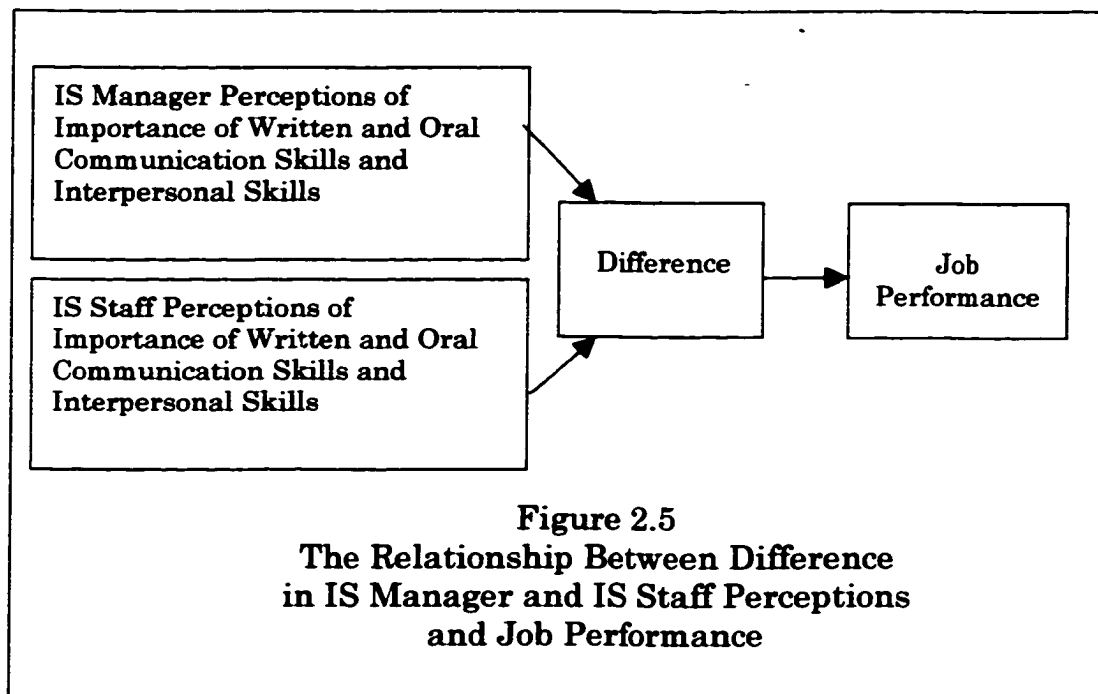 IS Manager Perceptions of
Importance of Written and Oral
Communication Skills and
Interpersonal Skills
IS Staff Perceptions of
Importance of Written and Oral
Communication Skills and
Interpersonal Skills
Difference
Job
Performance
Figure 2.5
The Relationship Between Difference
in IS Manager and IS Staff Perceptions
and Job Performance